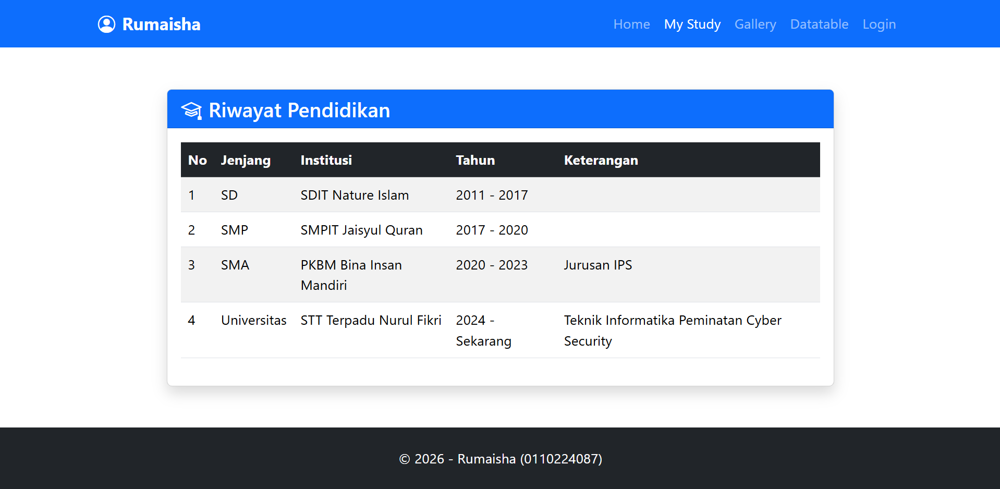 Rumaisha
Home My Study Gallery Datatable Login
Riwayat Pendidikan
No Jenjang Institusi Tahun Keterangan
1 SD SDIT Nature Islam 2011 - 2017
2 SMP SMPIT Jaisyul Quran 2017 - 2020
3 SMA PKBM Bina Insan 2020 - 2023 Jurusan IPS
Mandiri
4 Universitas STT Terpadu Nurul Fikri 2024 - Teknik Informatika Peminatan Cyber
Sekarang Security
© 2026 - Rumaisha (0110224087)